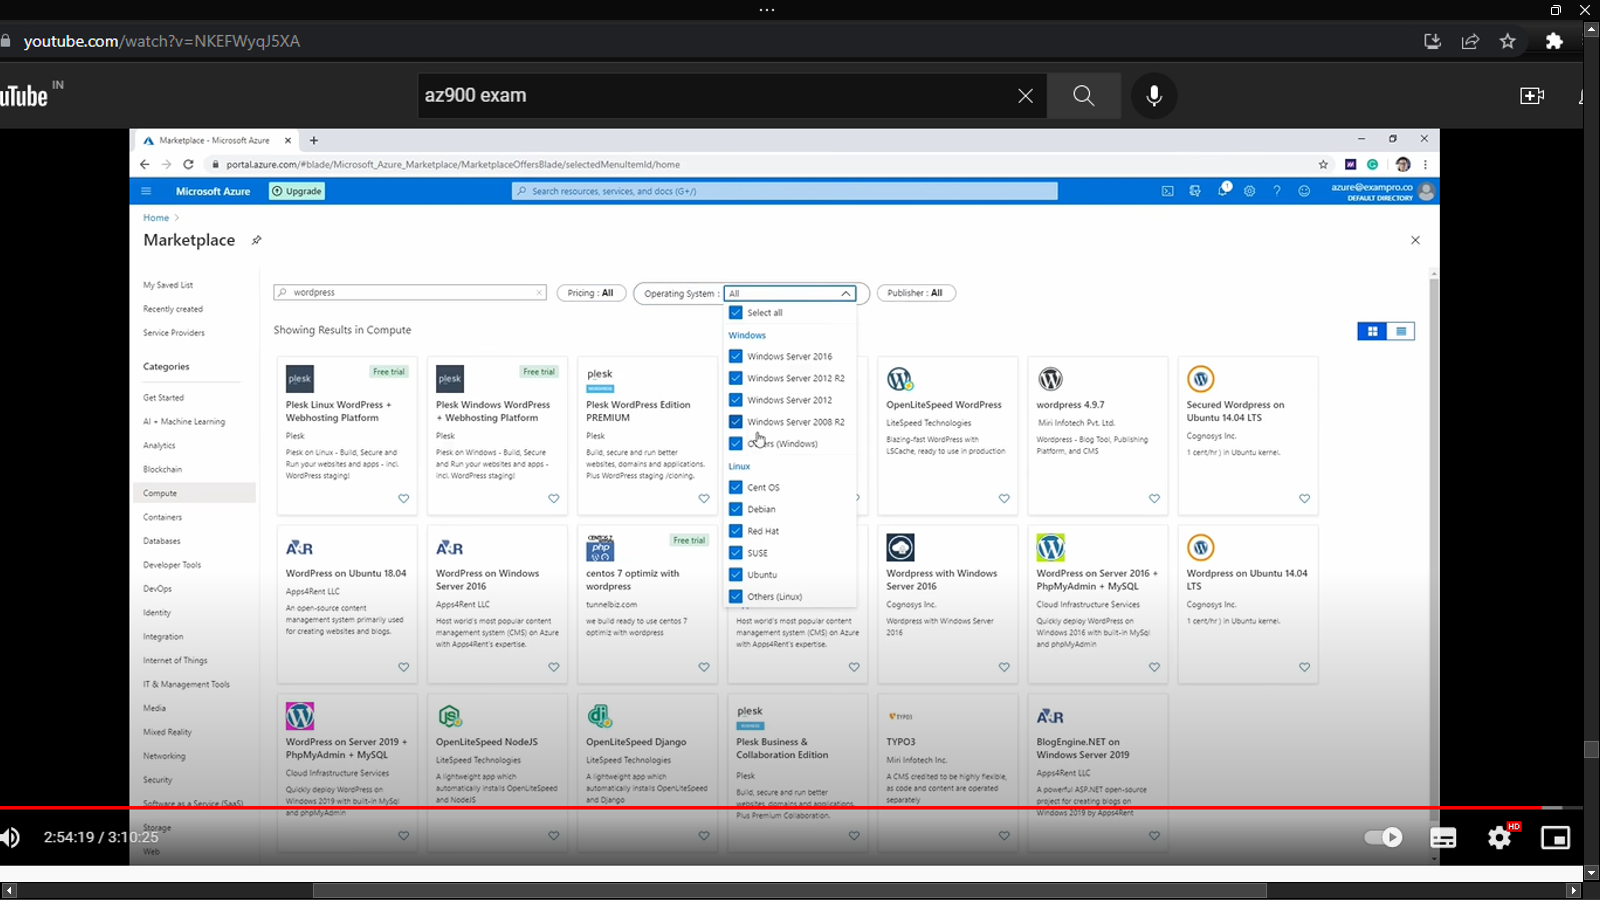 youtube.com/watch?v=NKEFWyqJ5XA
uTube IN
az900 exam
Marketplace - Microsoft Azure
portal.azure.com/#blade/Microsoft_Azure_Marketplace/MarketplaceOffersBlade/selectedMenuItemId/home
Microsoft Azure
Upgrade
Search resources, services, and docs (G+/)
1
azure@exampro.co
DEFAULT DIRECTORY
Home >
Marketplace
My Saved List
Recently created
Service Providers
Categories
Get Started
AI + Machine Learning
Analytics
Blockchain
Compute
Containers
Databases
Developer Tools
DevOps
Identity
Integration
Internet of Things
IT & Management Tools
Media
Mixed Reality
Networking
Security
Software as a Service (SaaS)
Storage
Web
wordpress
Pricing : All
Operating System : All
Publisher : All
Showing Results in Compute
Select all
Windows
Windows Server 2016
Windows Server 2012 R2
Windows Server 2012
Windows Server 2008 R2
Others (Windows)
Linux
Cent OS
Debian
Red Hat
SUSE
Ubuntu
Others (Linux)
plesk
Free trial
Plesk Linux WordPress +
Webhosting Platform
Plesk
Plesk on Linux - Build, Secure and
Run your websites and apps - incl.
WordPress staging!
plesk
Free trial
Plesk Windows WordPress
+ Webhosting Platform
Plesk
Plesk on Windows - Build, Secure
and Run your websites and apps -
incl. WordPress staging!
plesk
Plesk WordPress Edition
PREMIUM
Plesk
Build, secure and run better
websites, domains and applications.
Plus WordPress staging /cloning.
OpenLiteSpeed WordPress
LiteSpeed Technologies
Blazing-fast WordPress with
LSCache, ready to use in production
wordpress 4.9.7
Miri Infotech Pvt. Ltd.
Wordpress - Blog Tool, Publishing
Platform, and CMS
Secured Wordpress on
Ubuntu 14.04 LTS
Cognosys Inc.
1 cent/hr ) in Ubuntu kernel.
A4R
WordPress on Ubuntu 18.04
Apps4Rent LLC
An open-source content
management system primarily used
for creating websites and blogs.
A4R
WordPress on Windows
Server 2016
Apps4Rent LLC
Host world's most popular content
management system (CMS) on Azure
with Apps4Rent's expertise.
CENTOS 7
php
Free trial
centos 7 optimiz with
wordpress
tunnelbiz.com
we build ready to use centos 7
optimiz with wordpress
Host world's most popular content
management system (CMS) on Azure
with Apps4Rent's expertise.
Wordpress with Windows
Server 2016
Cognosys Inc.
Wordpress with Windows Server
2016
WordPress on Server 2016 +
PhpMyAdmin + MySQL
Cloud Infrastructure Services
Quickly deploy WordPress on
Windows 2016 with built-in MySql
and phpMyAdmin
Wordpress on Ubuntu 14.04
LTS
Cognosys Inc.
1 cent/hr ) in Ubuntu kernel.
WordPress on Server 2019 +
PhpMyAdmin + MySQL
Cloud Infrastructure Services
Quickly deploy WordPress on
Windows 2019 with built-in MySql
and phpMyAdmin
OpenLiteSpeed NodeJS
LiteSpeed Technologies
A lightweight app which
automatically installs OpenLiteSpeed
and NodeJS
OpenLiteSpeed Django
LiteSpeed Technologies
A lightweight app which
automatically installs OpenLiteSpeed
and Django
plesk
Plesk Business &
Collaboration Edition
Plesk
Build, secure and run better
websites, domains and applications.
Plus Premium Collaboration.
TYPO3
TYPO3
Miri Infotech Inc.
A CMS credited to be highly flexible,
as code and content are operated
separately
A4R
BlogEngine.NET on
Windows Server 2019
Apps4Rent LLC
A powerful ASP.NET open-source
project for creating blogs on
Windows 2019 by Apps4Rent
2:54:19 / 3:10:25
HD